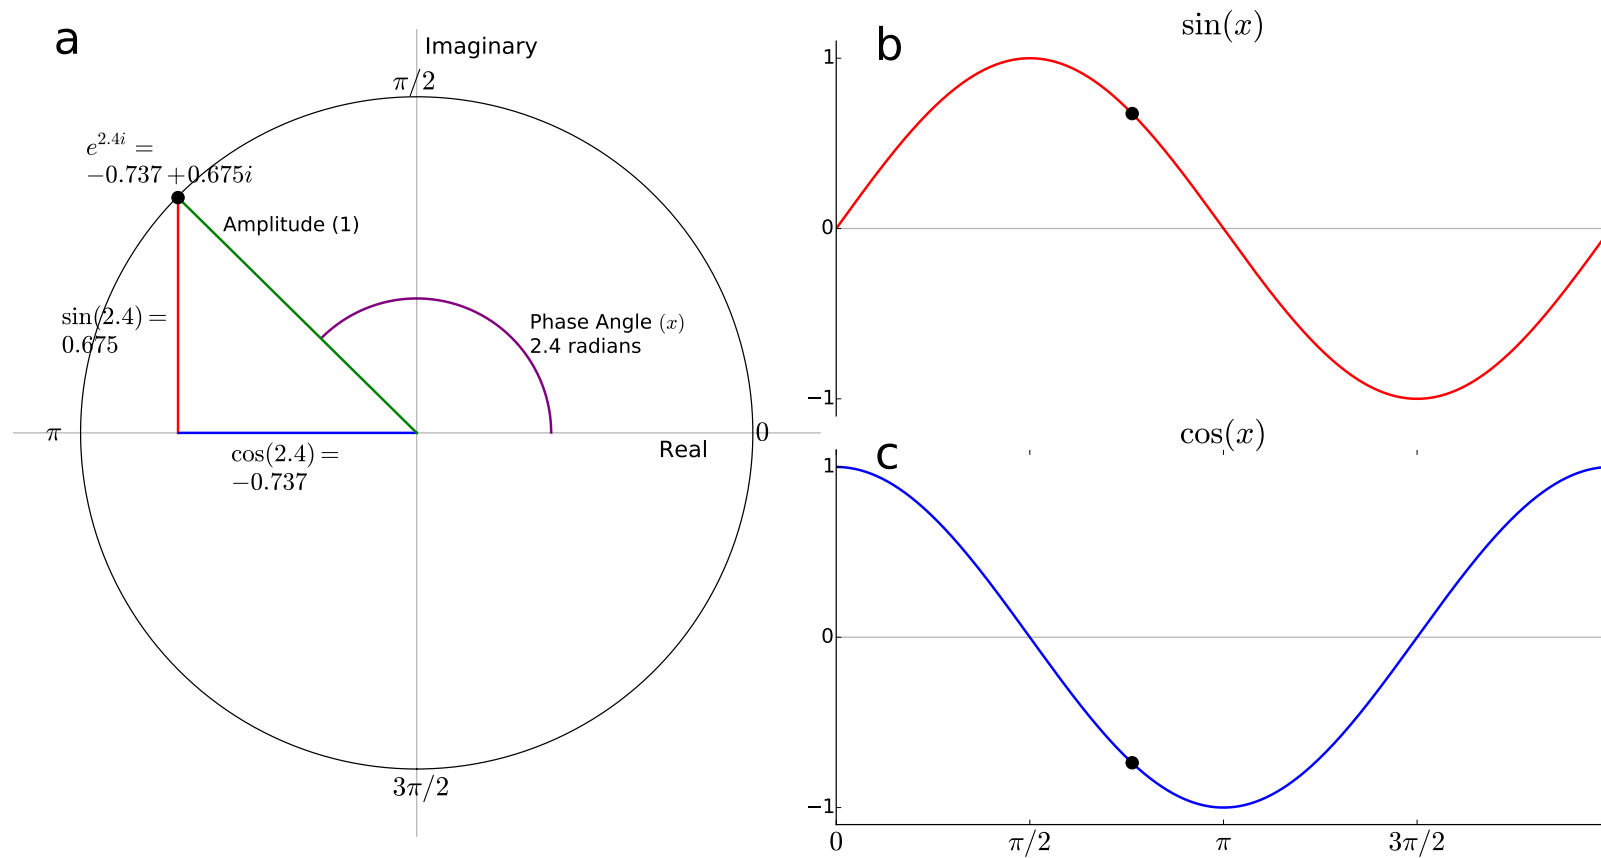 a
Imaginary
π/2
e^{2.4i} =
−0.737 +0.675i
Amplitude (1)
sin(2.4) =
0.675
Phase Angle (x)
2.4 radians
π
0
Real
cos(2.4) =
−0.737
3π/2
b
sin(x)
1
0
−1
c
cos(x)
1
0
−1
0
π/2
π
3π/2